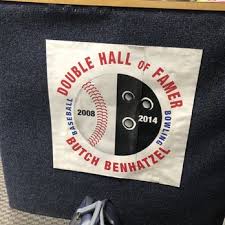 DOUBLE HALL OF FAMER
BASEBALL
2008
2014
BOWLING
BUTCH BENHATZEL